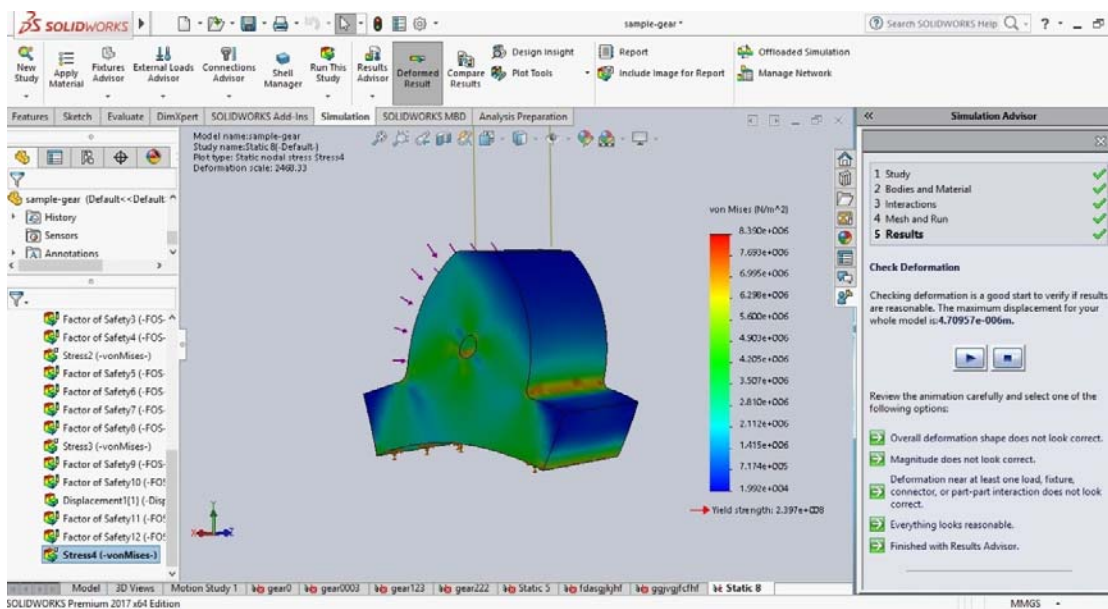 SOLIDWORKS
sample-gear *
Search SOLIDWORKS Help
New Study
Apply Material
Fixtures Advisor
External Loads Advisor
Connections Advisor
Shell Manager
Run This Study
Results Advisor
Deformed Result
Compare Results
Design Insight
Plot Tools
Report
Include Image for Report
Offloaded Simulation
Manage Network
Features Sketch Evaluate DimXpert SOLIDWORKS Add-Ins Simulation SOLIDWORKS MBD Analysis Preparation
Model name:sample-gear
Study name:Static 8(-Default-)
Plot type: Static nodal stress Stress4
Deformation scale: 2460.33
sample-gear (Default<<Default
History
Sensors
Annotations
Factor of Safety3 (-FOS-
Factor of Safety4 (-FOS-
Stress2 (-vonMises-)
Factor of Safety5 (-FOS-
Factor of Safety6 (-FOS-
Factor of Safety7 (-FOS-
Factor of Safety8 (-FOS-
Stress3 (-vonMises-)
Factor of Safety9 (-FOS-
Factor of Safety10 (-FOS
Displacement1(1) (-Disp
Factor of Safety11 (-FOS
Factor of Safety12 (-FOS
Stress4 (-vonMises-)
von Mises (N/m^2)
8.390e+006
7.693e+006
6.995e+006
6.298e+006
5.600e+006
4.903e+006
4.205e+006
3.507e+006
2.810e+006
2.112e+006
1.415e+006
7.174e+005
1.992e+004
Yield strength: 2.397e+008
Simulation Advisor
1 Study
2 Bodies and Material
3 Interactions
4 Mesh and Run
5 Results
Check Deformation
Checking deformation is a good start to verify if results
are reasonable. The maximum displacement for your
whole model is:4.70957e-006m.
Review the animation carefully and select one of the
following options:
Overall deformation shape does not look correct.
Magnitude does not look correct.
Deformation near at least one load, fixture,
connector, or part-part interaction does not look
correct.
Everything looks reasonable.
Finished with Results Advisor.
Model 3D Views Motion Study 1 gear0 gear0003 gear123 gear222 Static 5 Static 8
SOLIDWORKS Premium 2017 x64 Edition
MMGS